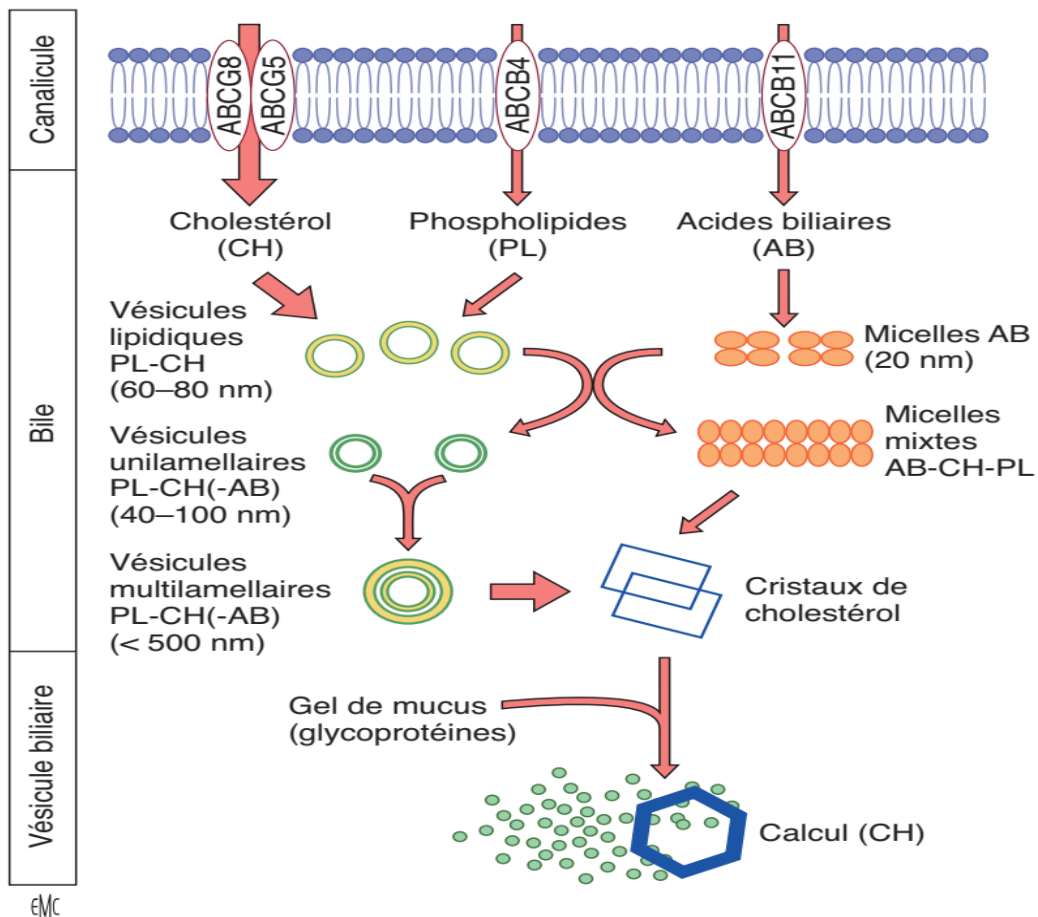 Canalicule
ABCG8
ABCG5
ABCB4
ABCB11
Cholestérol
(CH)
Phospholipides
(PL)
Acides biliaires
(AB)
Bile
Vésicules
lipidiques
PL-CH
(60–80 nm)
Micelles AB
(20 nm)
Vésicules
unilamellaires
PL-CH(-AB)
(40–100 nm)
Micelles
mixtes
AB-CH-PL
Vésicules
multilamellaires
PL-CH(-AB)
(< 500 nm)
Cristaux de
cholestérol
Vésicule biliaire
Gel de mucus
(glycoprotéines)
Calcul (CH)
EMC